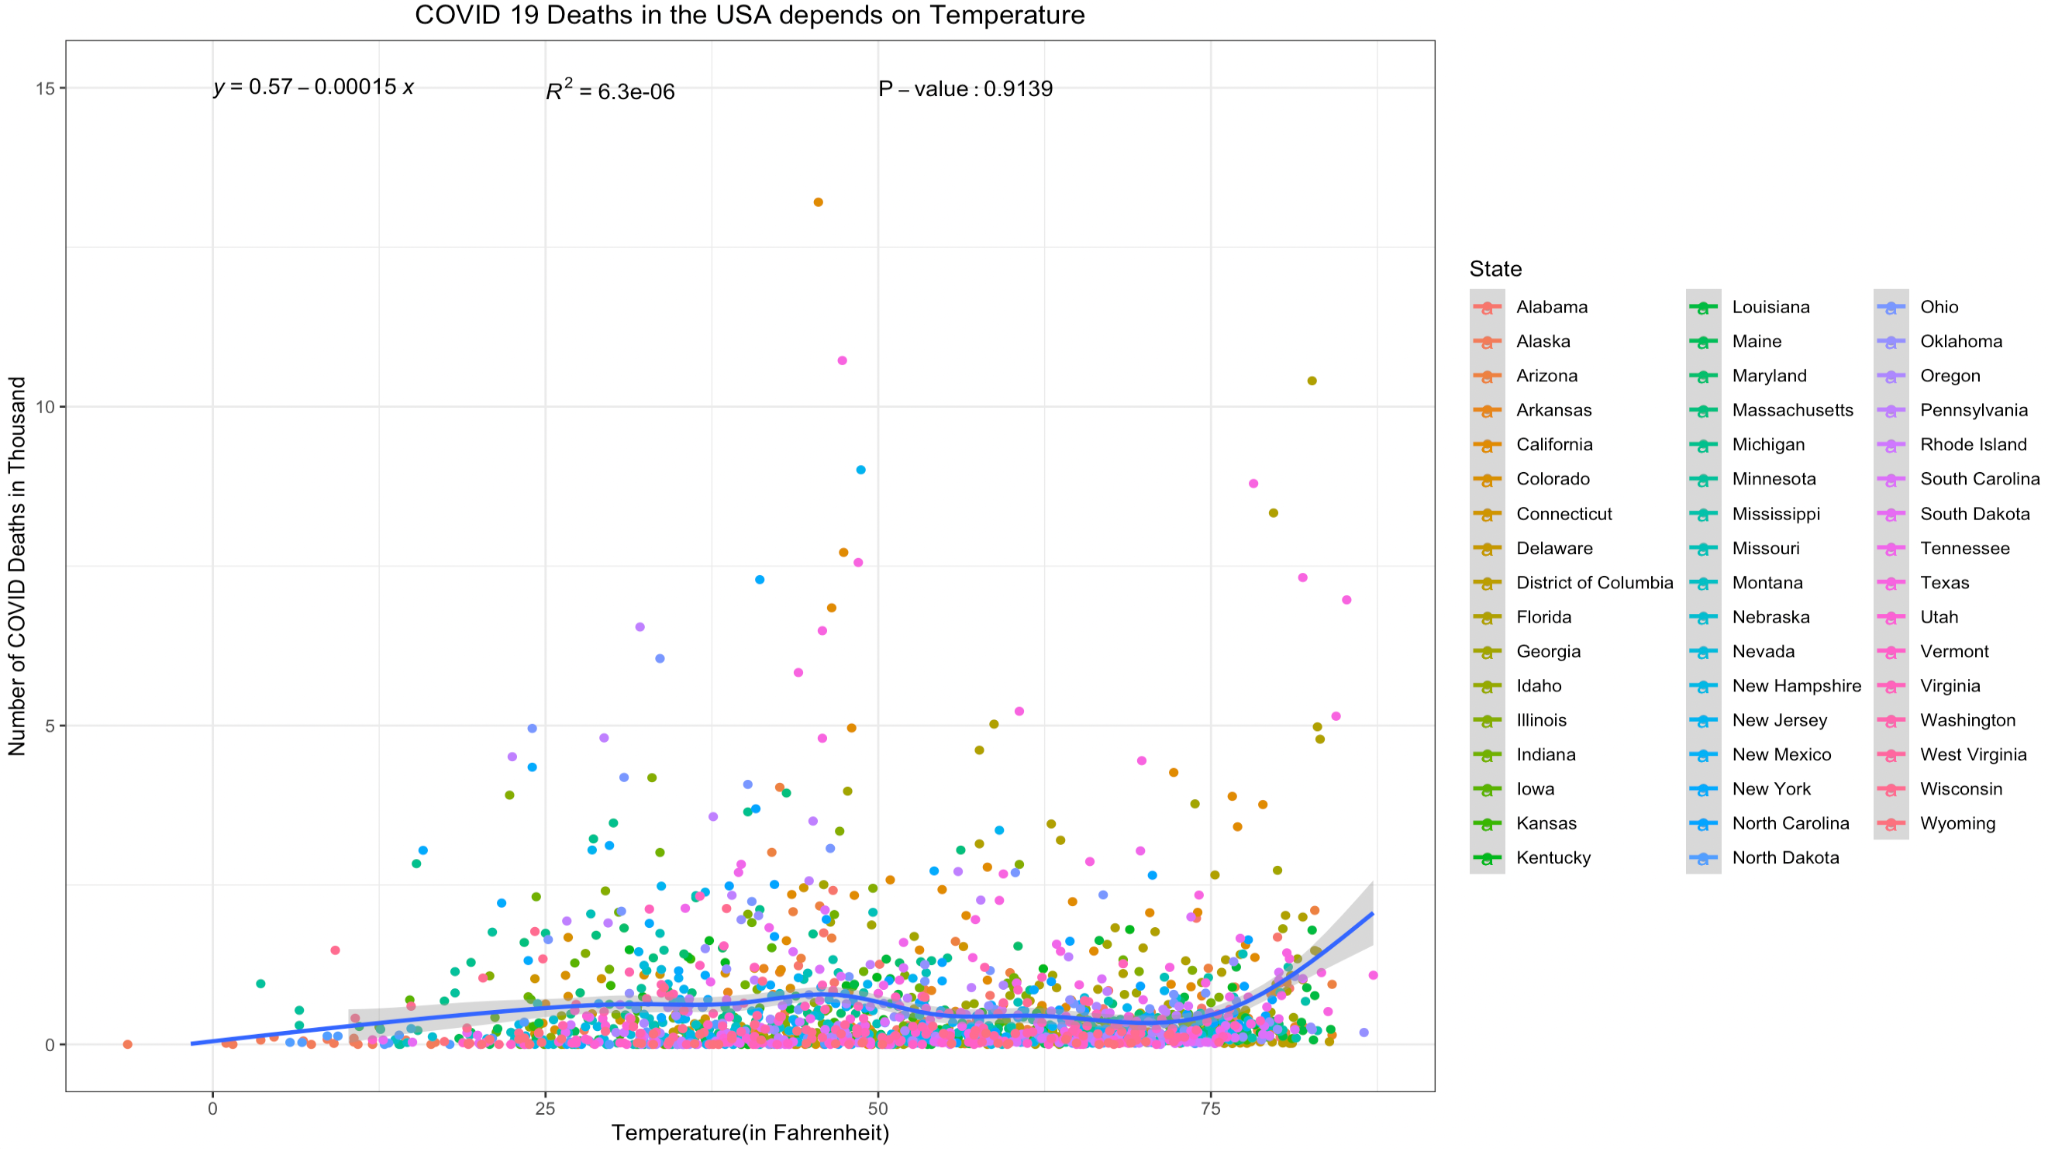 COVID 19 Deaths in the USA depends on Temperature
y = 0.57 – 0.00015 x
R² = 6.3e-06
P – value : 0.9139
Number of COVID Deaths in Thousand
15
10
5
0
0
25
50
75
Temperature(in Fahrenheit)
State
a Alabama
a Alaska
a Arizona
a Arkansas
a California
a Colorado
a Connecticut
a Delaware
a District of Columbia
a Florida
a Georgia
a Idaho
a Illinois
a Indiana
a Iowa
a Kansas
a Kentucky
a Louisiana
a Maine
a Maryland
a Massachusetts
a Michigan
a Minnesota
a Mississippi
a Missouri
a Montana
a Nebraska
a Nevada
a New Hampshire
a New Jersey
a New Mexico
a New York
a North Carolina
a North Dakota
a Ohio
a Oklahoma
a Oregon
a Pennsylvania
a Rhode Island
a South Carolina
a South Dakota
a Tennessee
a Texas
a Utah
a Vermont
a Virginia
a Washington
a West Virginia
a Wisconsin
a Wyoming